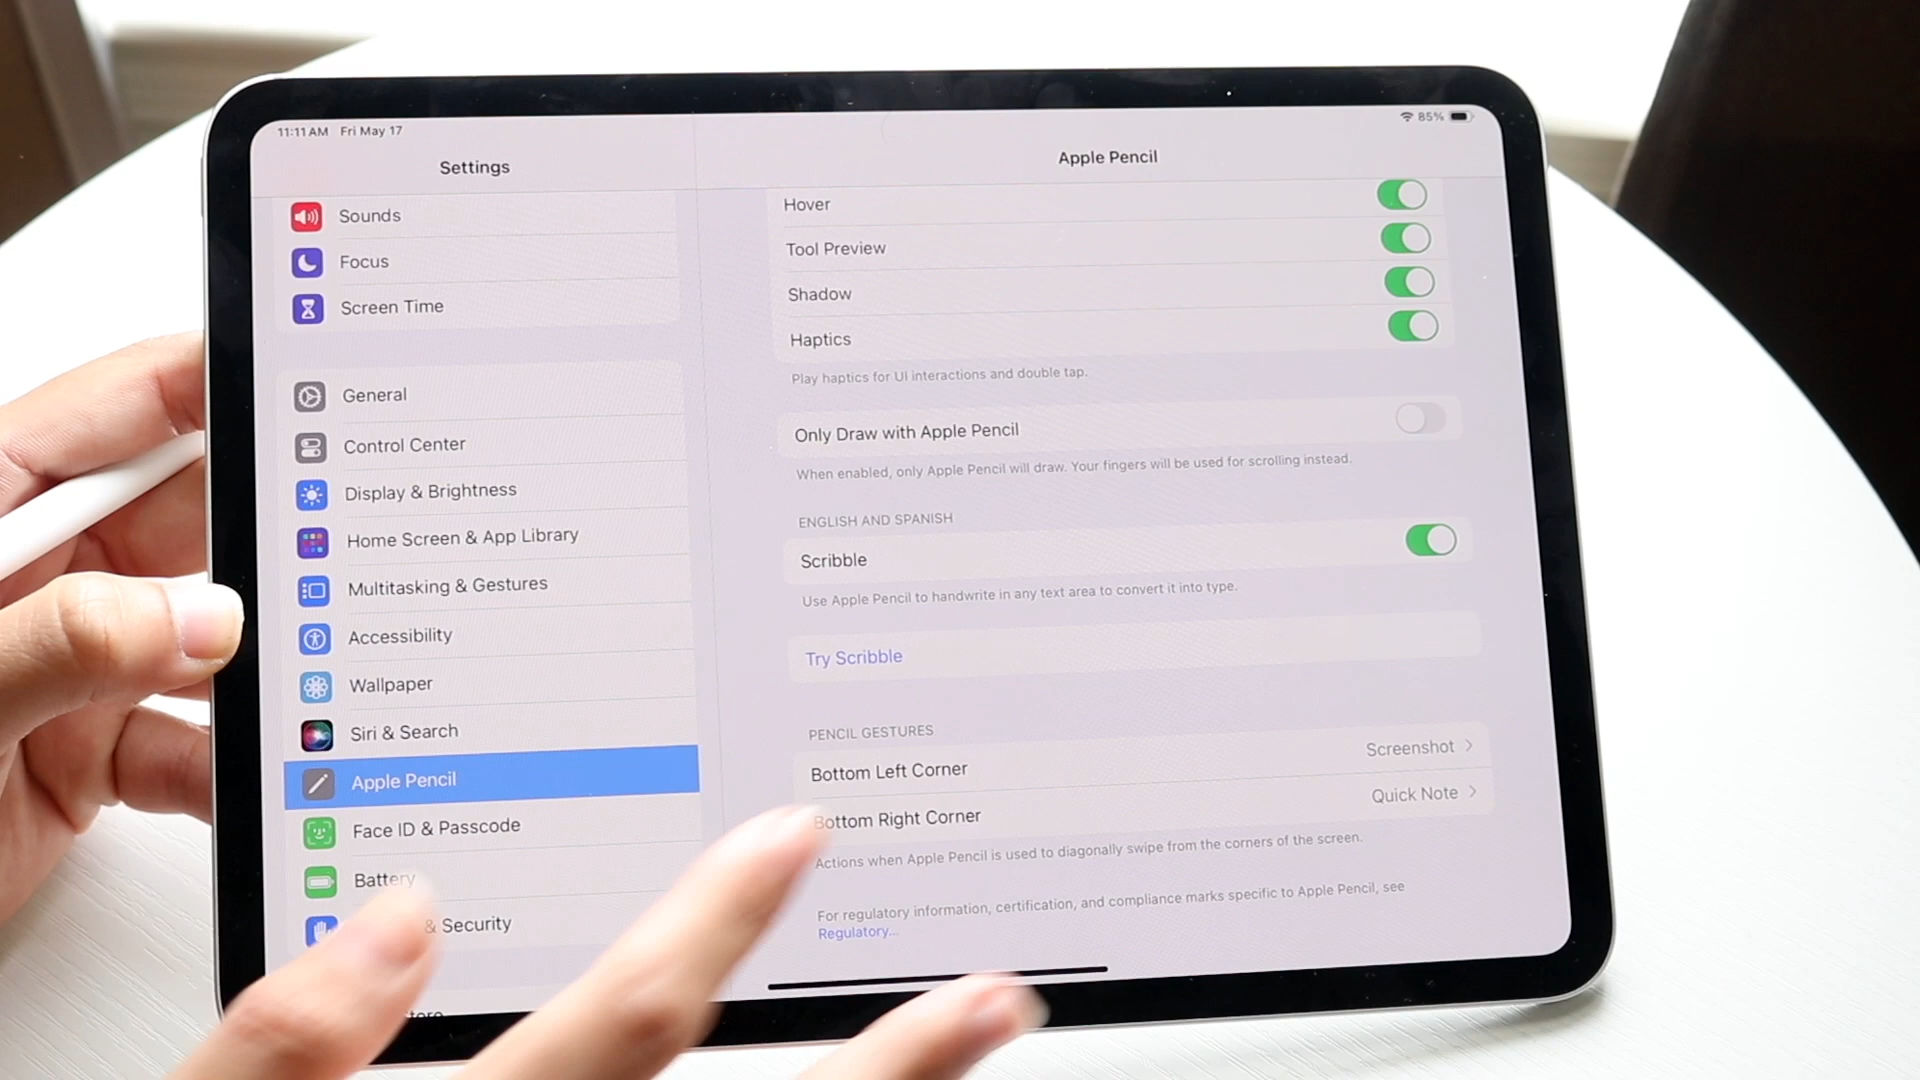 11:11 AM Fri May 17
85%
Settings
Sounds
Focus
Screen Time
General
Control Center
Display & Brightness
Home Screen & App Library
Multitasking & Gestures
Accessibility
Wallpaper
Siri & Search
Apple Pencil
Face ID & Passcode
Battery
& Security
Apple Pencil
Hover
Tool Preview
Shadow
Haptics
Play haptics for UI interactions and double tap.
Only Draw with Apple Pencil
When enabled, only Apple Pencil will draw. Your fingers will be used for scrolling instead.
ENGLISH AND SPANISH
Scribble
Use Apple Pencil to handwrite in any text area to convert it into type.
Try Scribble
PENCIL GESTURES
Bottom Left Corner Screenshot
Bottom Right Corner Quick Note
Actions when Apple Pencil is used to diagonally swipe from the corners of the screen.
For regulatory information, certification, and compliance marks specific to Apple Pencil, see
Regulatory...